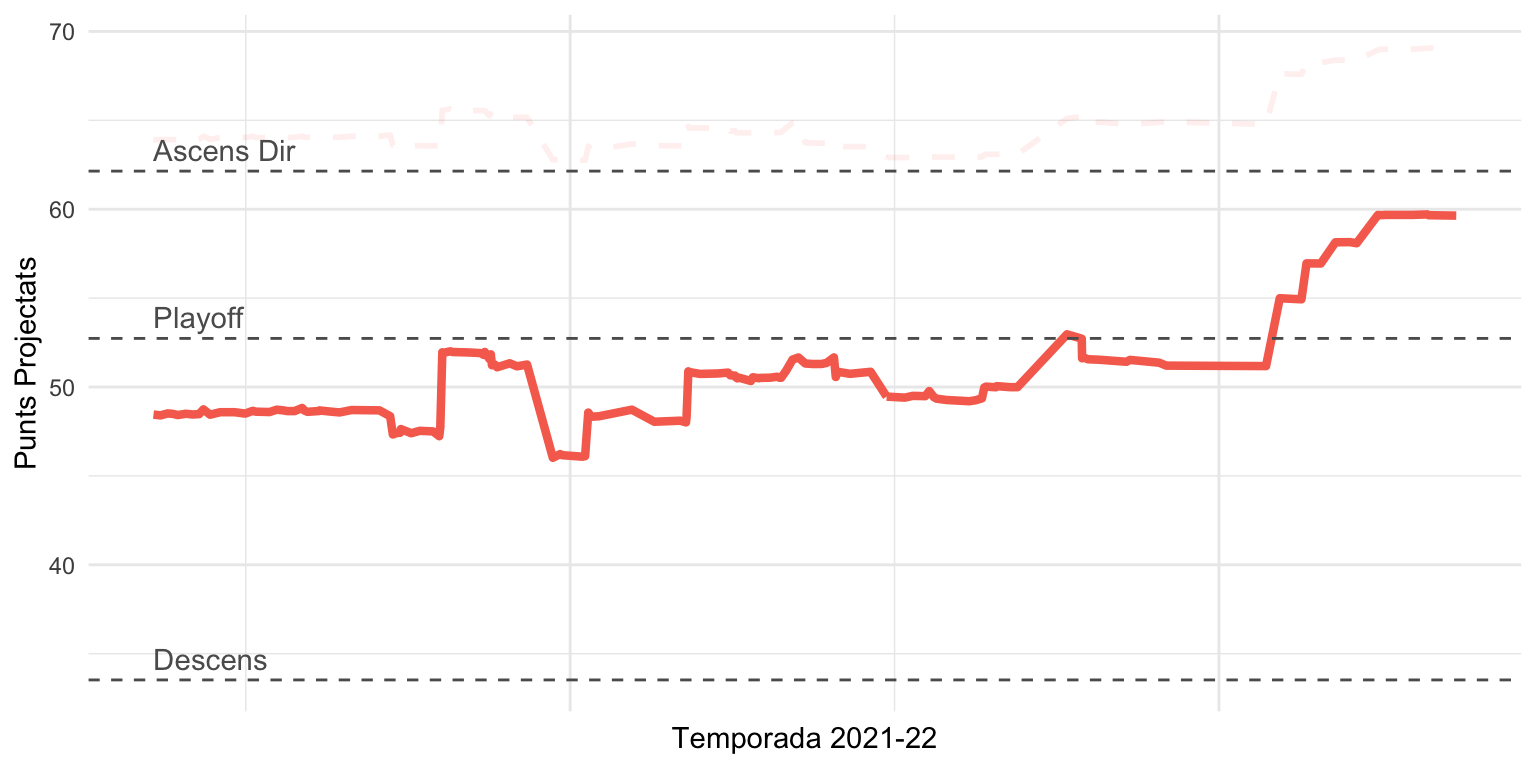 70
Ascens Dir
60
Playoff
50
40
Descens
Punts Projectats
Temporada 2021-22